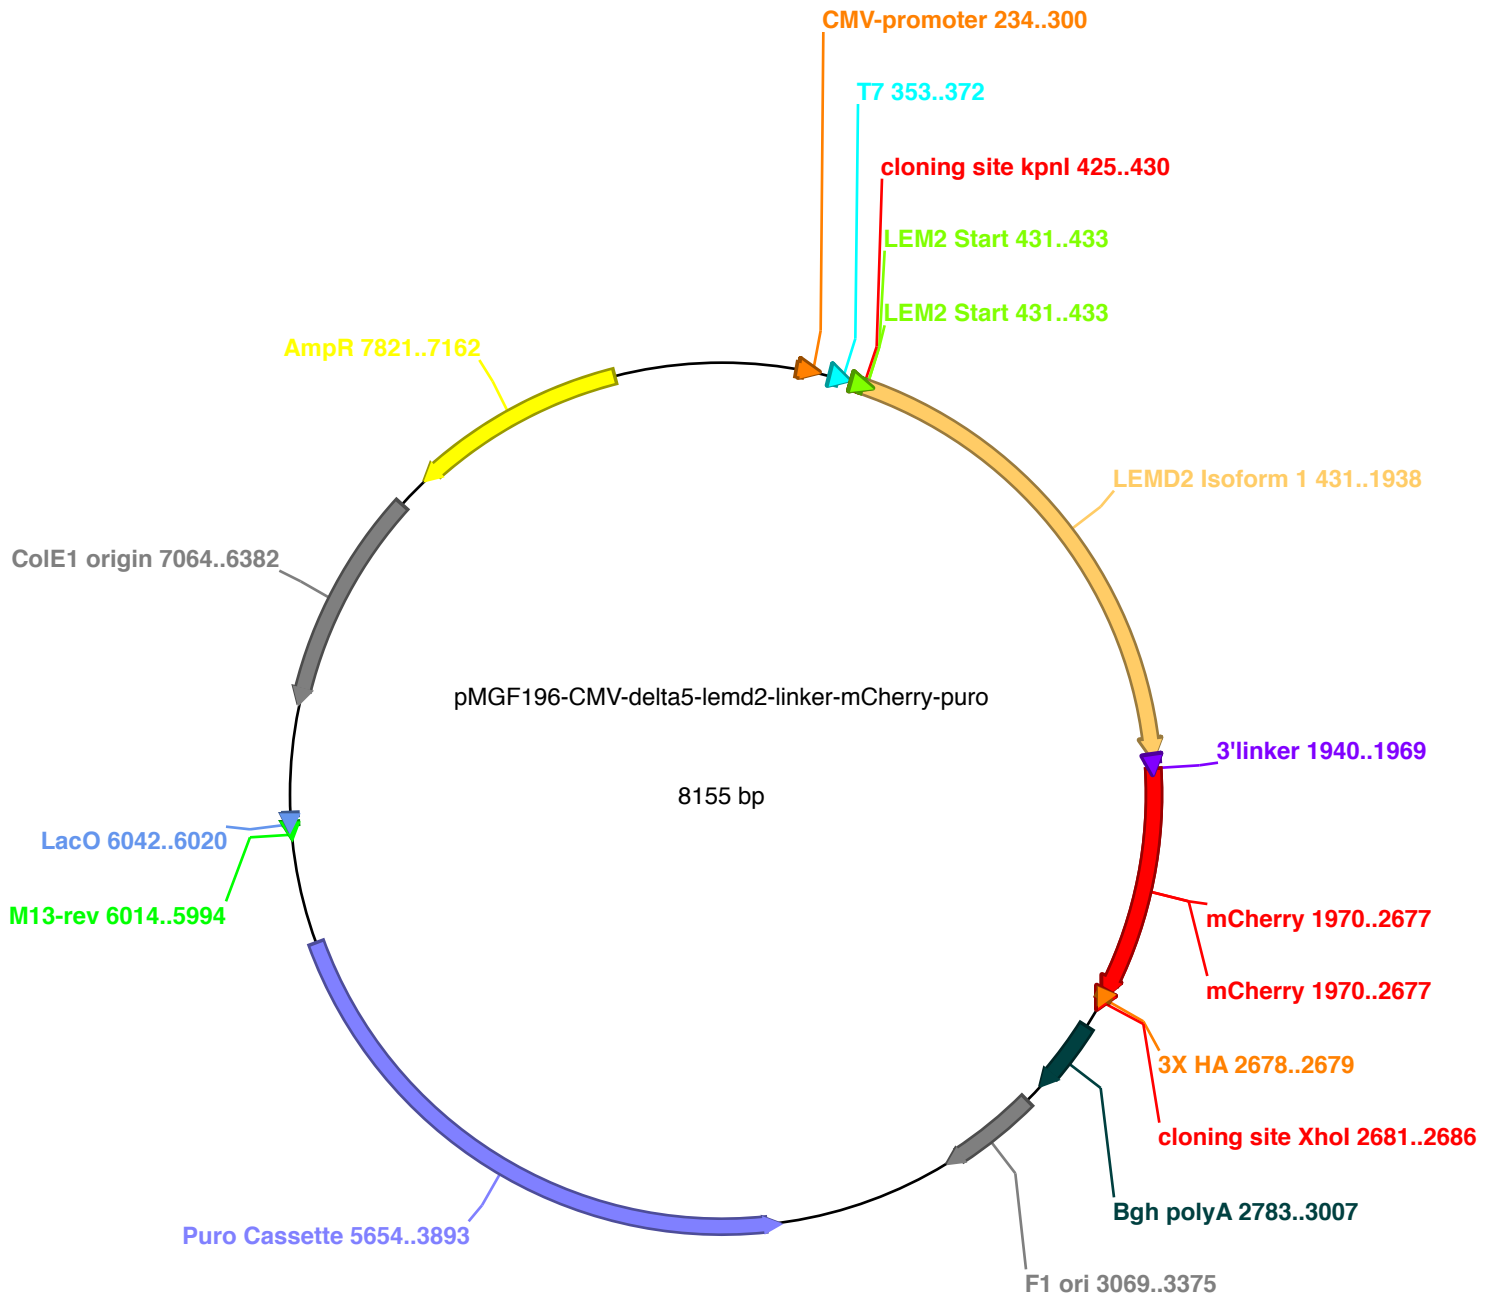 CMV-promoter 234..300
T7 353..372
cloning site kpnI 425..430
LEM2 Start 431..433
LEM2 Start 431..433
AmpR 7821..7162
LEMD2 Isoform 1 431..1938
ColE1 origin 7064..6382
pMGF196-CMV-delta5-lemd2-linker-mCherry-puro
3'linker 1940..1969
8155 bp
LacO 6042..6020
M13-rev 6014..5994
mCherry 1970..2677
mCherry 1970..2677
3X HA 2678..2679
cloning site XhoI 2681..2686
Bgh polyA 2783..3007
Puro Cassette 5654..3893
F1 ori 3069..3375